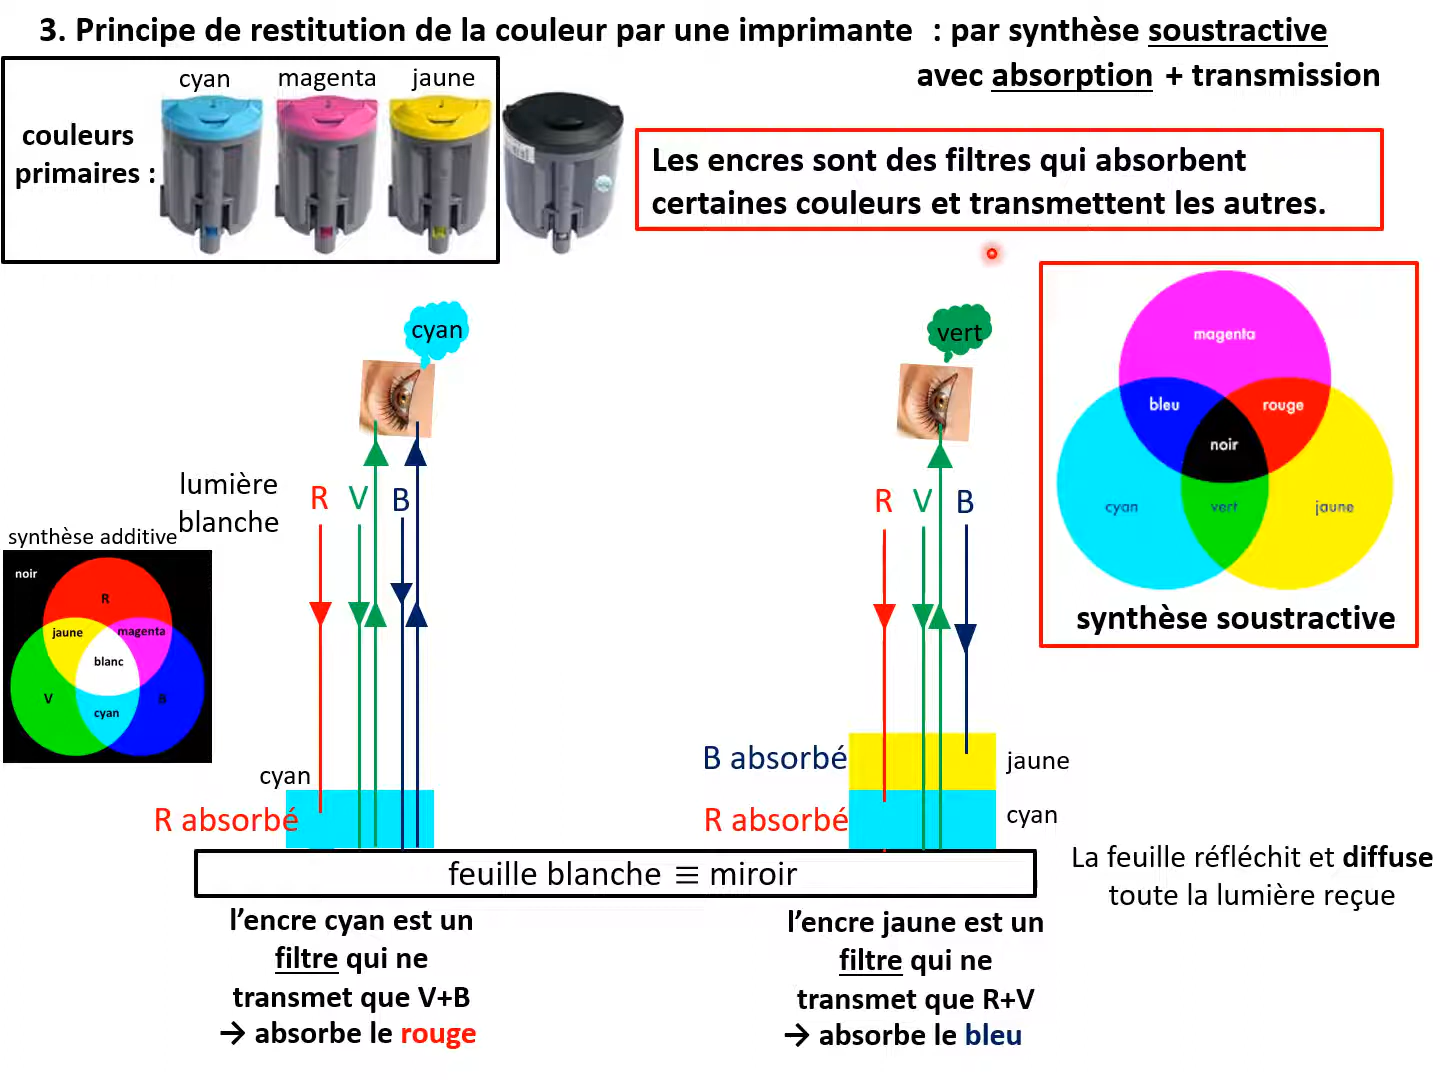 3. Principe de restitution de la couleur par une imprimante : par synthèse soustractive
avec absorption + transmission
cyan magenta jaune
couleurs
primaires :
Les encres sont des filtres qui absorbent
certaines couleurs et transmettent les autres.
cyan
vert
magenta
bleu
rouge
noir
cyan
vert
jaune
synthèse soustractive
lumière
blanche
R V B
R V B
synthèse additive
noir
R
jaune
magenta
blanc
V
B
cyan
cyan
R absorbé
B absorbé
jaune
R absorbé
cyan
feuille blanche ≡ miroir
La feuille réfléchit et diffuse
toute la lumière reçue
l'encre cyan est un
filtre qui ne
transmet que V+B
→ absorbe le rouge
l'encre jaune est un
filtre qui ne
transmet que R+V
→ absorbe le bleu